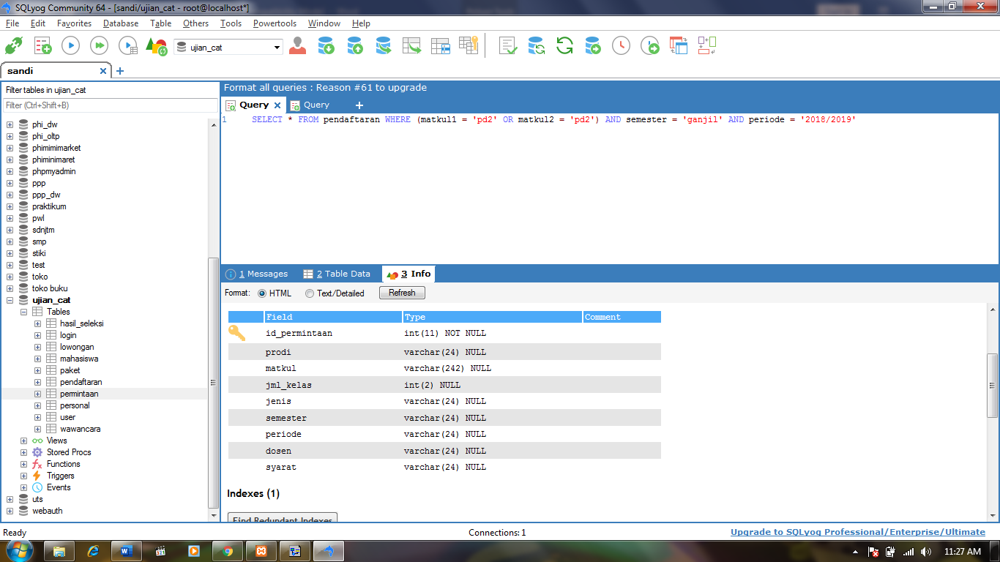 SQLyog Community 64 - [sandi/ujian_cat - root@localhost*]
File Edit Favorites Database Table Others Tools Powertools Window Help
ujian_cat
sandi
Filter tables in ujian_cat
Filter (Ctrl+Shift+B)
phi_dw
phi_oltp
phimimimarket
phiminimaret
phpmyadmin
ppp
ppp_dw
praktikum
pwl
sdnjtm
smp
stiki
test
toko
toko buku
ujian_cat
Tables
hasil_seleksi
login
lowongan
mahasiswa
paket
pendaftaran
permintaan
personal
user
wawancara
Views
Stored Procs
Functions
Triggers
Events
uts
webauth
Format all queries : Reason #61 to upgrade
Query Query
1 SELECT * FROM pendaftaran WHERE (matkul1 = 'pd2' OR matkul2 = 'pd2') AND semester = 'ganjil' AND periode = '2018/2019'
1 Messages 2 Table Data 3 Info
Format: HTML Text/Detailed Refresh
Field Type Comment
id_permintaan int(11) NOT NULL
prodi varchar(24) NULL
matkul varchar(242) NULL
jml_kelas int(2) NULL
jenis varchar(24) NULL
semester varchar(24) NULL
periode varchar(24) NULL
dosen varchar(24) NULL
syarat varchar(24) NULL
Indexes (1)
Find Redundant Indexes
Ready Connections: 1 Upgrade to SQLyog Professional/Enterprise/Ultimate
11:27 AM